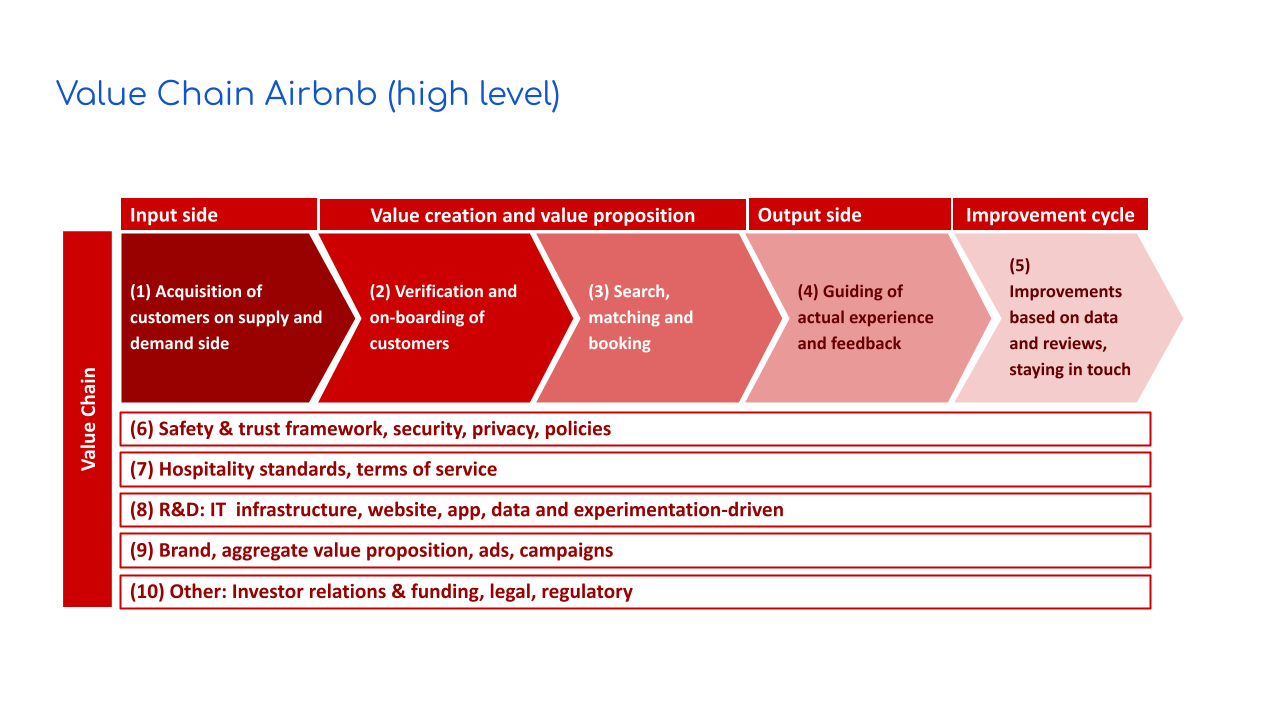 Value Chain Airbnb (high level)
Input side
Value creation and value proposition
Output side
Improvement cycle
Value Chain
(1) Acquisition of
customers on supply and
demand side
(2) Verification and
on-boarding of
customers
(3) Search,
matching and
booking
(4) Guiding of
actual experience
and feedback
(5)
Improvements
based on data
and reviews,
staying in touch
(6) Safety & trust framework, security, privacy, policies
(7) Hospitality standards, terms of service
(8) R&D: IT  infrastructure, website, app, data and experimentation-driven
(9) Brand, aggregate value proposition, ads, campaigns
(10) Other: Investor relations & funding, legal, regulatory